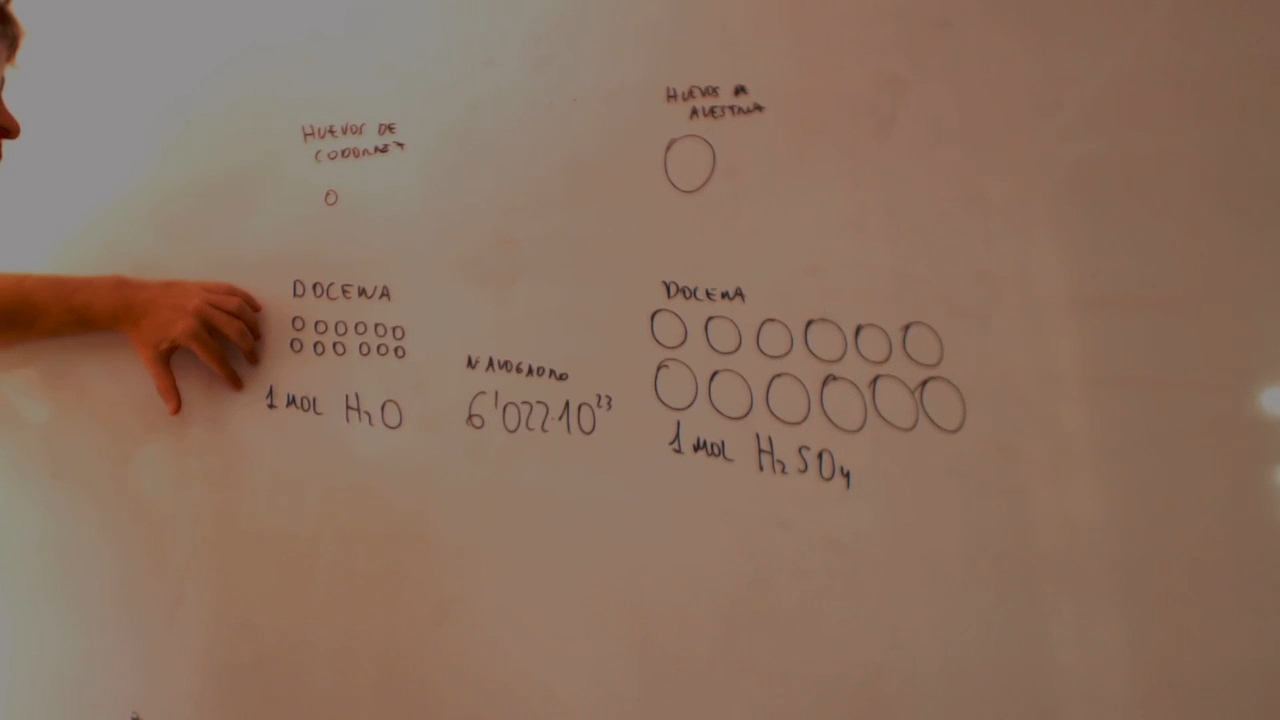 HUEVOS DE
CODORNIZ
HUEVOS DE
AVESTRUZ
DOCENA
DOCENA
1 MOL H₂O
Nº AVOGADRO
6'022·10²³
1 MOL H₂SO₄